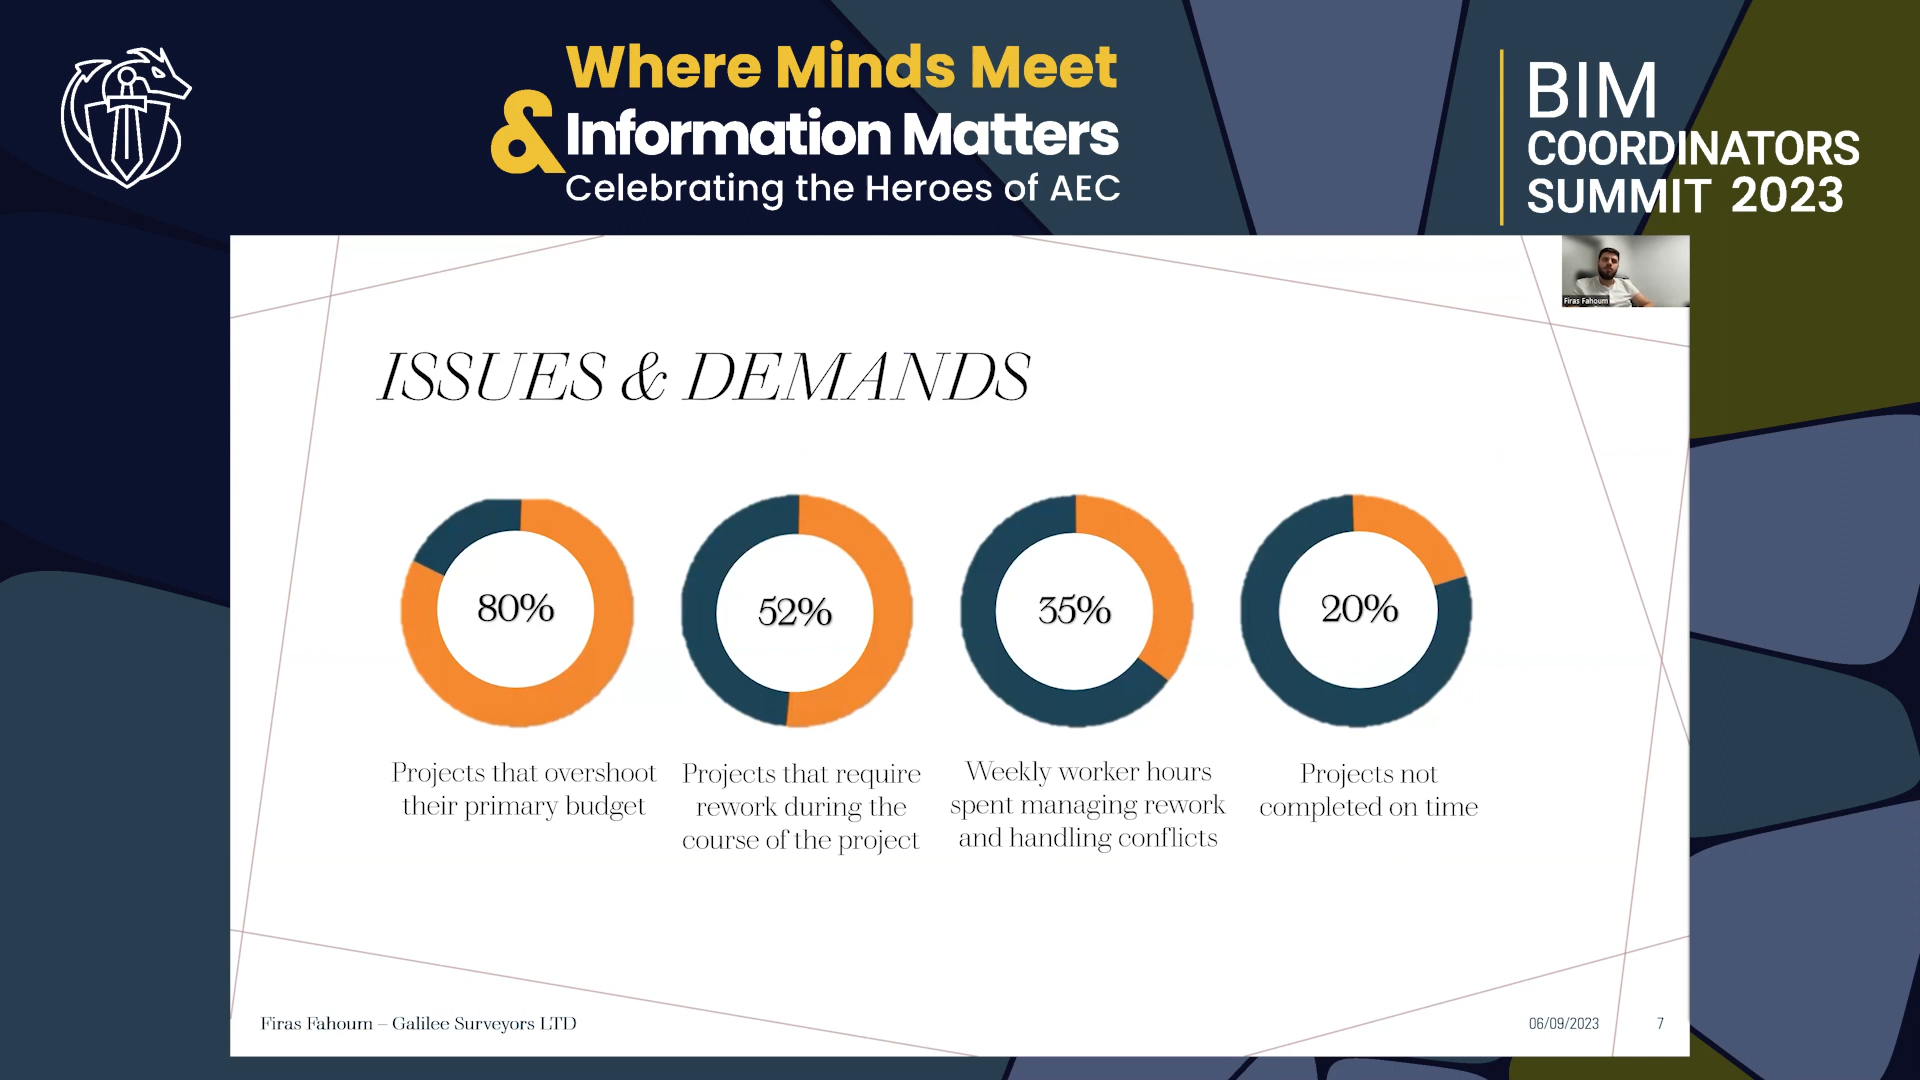 Where Minds Meet
& Information Matters
Celebrating the Heroes of AEC
BIM
COORDINATORS
SUMMIT 2023
Firas Fahoum
ISSUES & DEMANDS
80%
52%
35%
20%
Projects that overshoot
their primary budget
Projects that require
rework during the
course of the project
Weekly worker hours
spent managing rework
and handling conflicts
Projects not
completed on time
Firas Fahoum – Galilee Surveyors LTD
06/09/2023
7